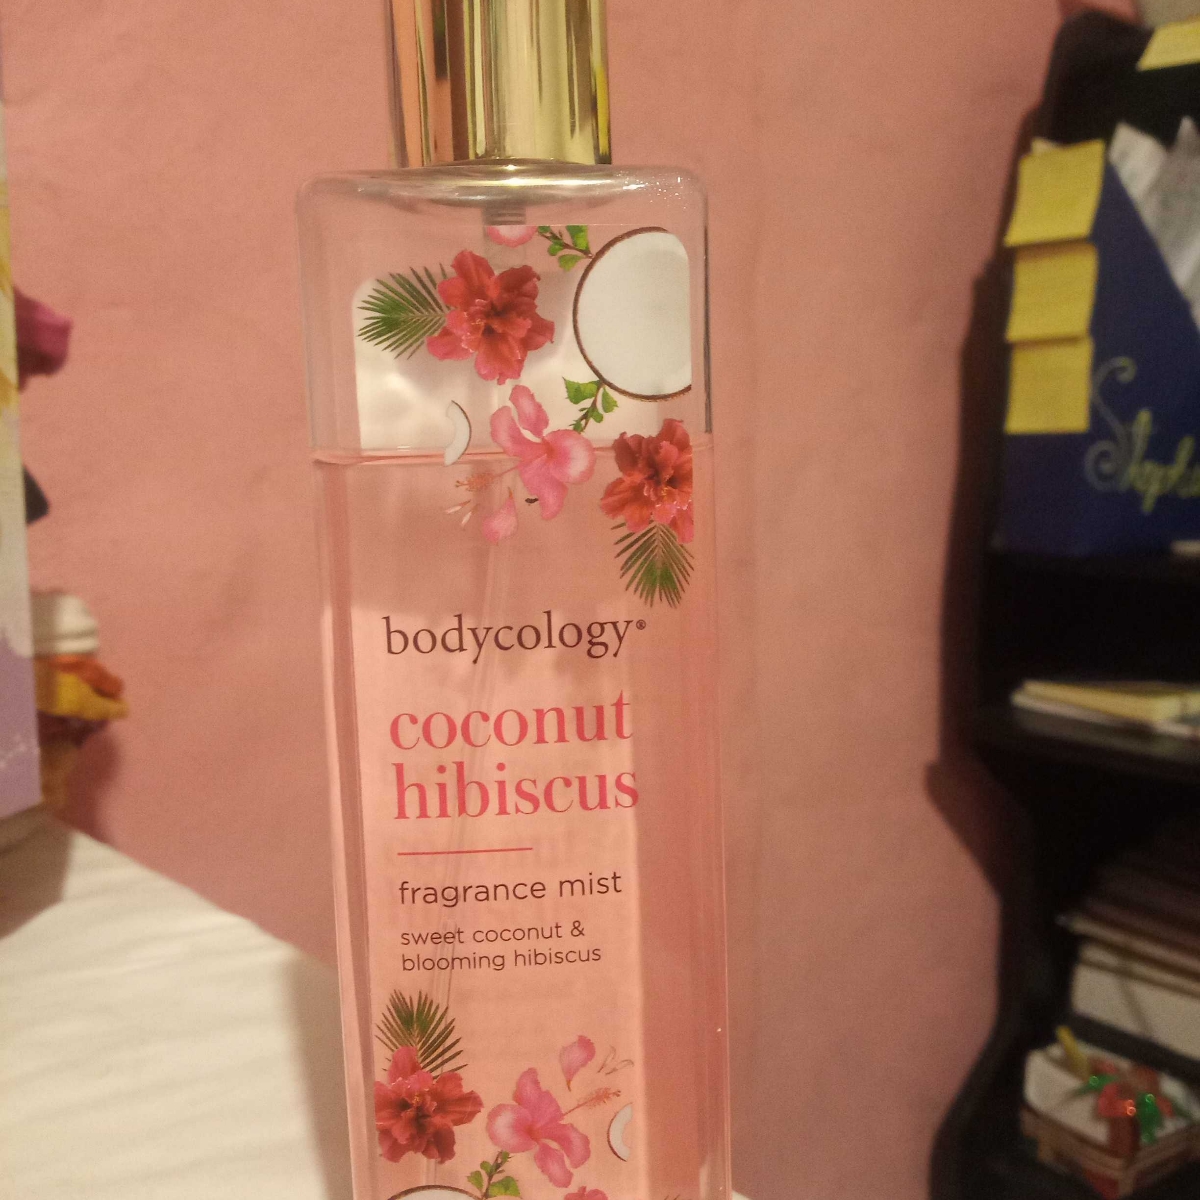 bodycology®
coconut
hibiscus
fragrance mist
sweet coconut &
blooming hibiscus